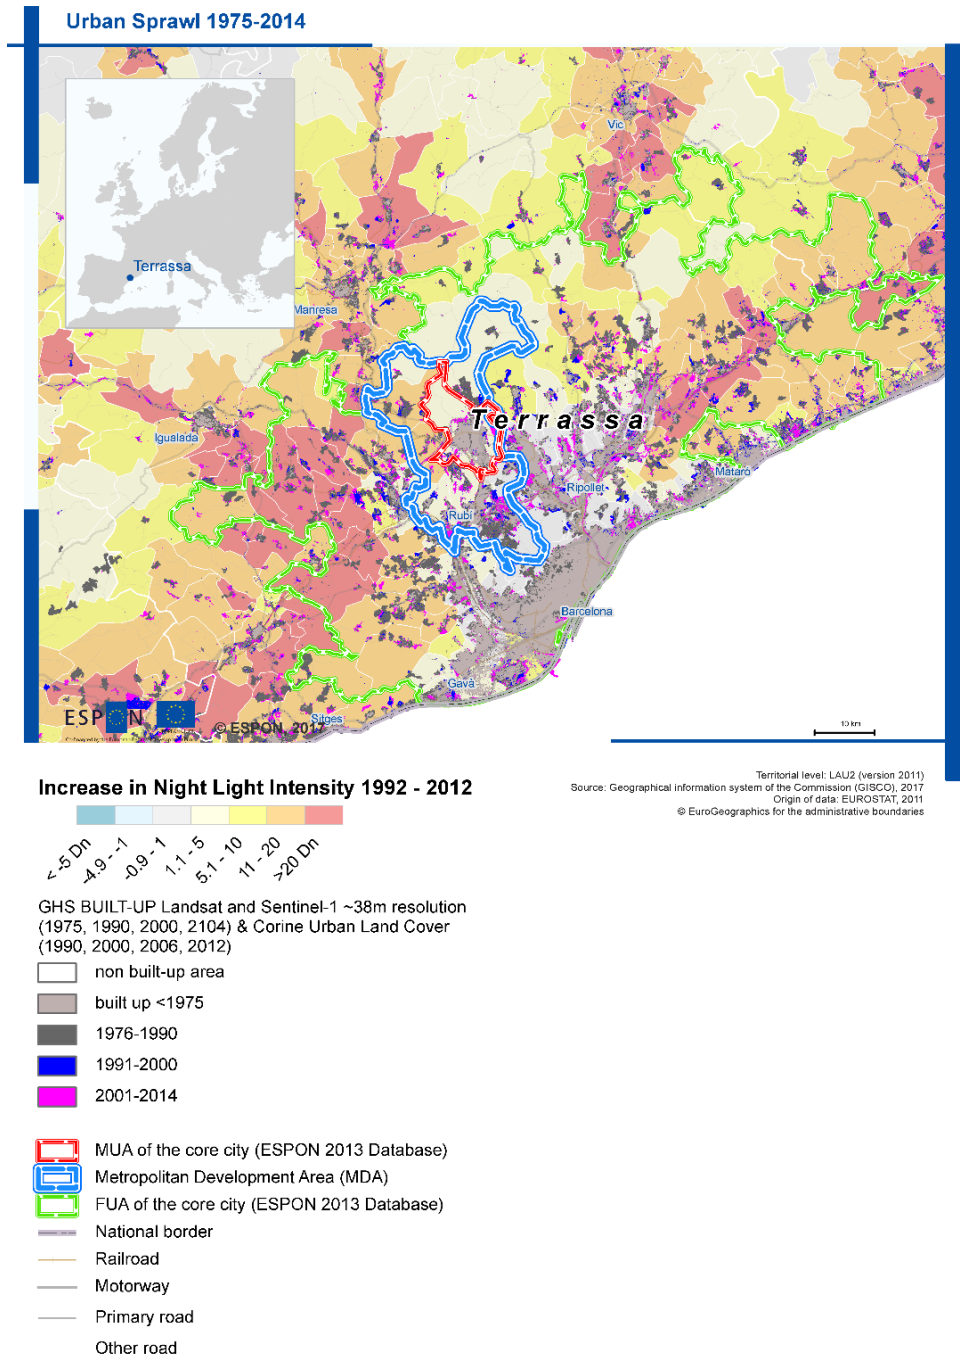 Urban Sprawl 1975-2014
Vic
Terrassa
Manresa
Terrassa
Igualada
Mataró
Ripollet
Rubí
Barcelona
Gavà
Sitges
ESPON
© ESPON, 2017
10 km
Increase in Night Light Intensity 1992 - 2012
Territorial level: LAU2 (version 2011)
Source: Geographical information system of the Commission (GISCO), 2017
Origin of data: EUROSTAT, 2011
© EuroGeographics for the administrative boundaries
< -5 Dn
-4.9 - -1
-0.9 - 1
1.1 - 5
5.1 - 10
11 - 20
>20 Dn
GHS BUILT-UP Landsat and Sentinel-1 ~38m resolution
(1975, 1990, 2000, 2104) & Corine Urban Land Cover
(1990, 2000, 2006, 2012)
non built-up area
built up <1975
1976-1990
1991-2000
2001-2014
MUA of the core city (ESPON 2013 Database)
Metropolitan Development Area (MDA)
FUA of the core city (ESPON 2013 Database)
National border
Railroad
Motorway
Primary road
Other road